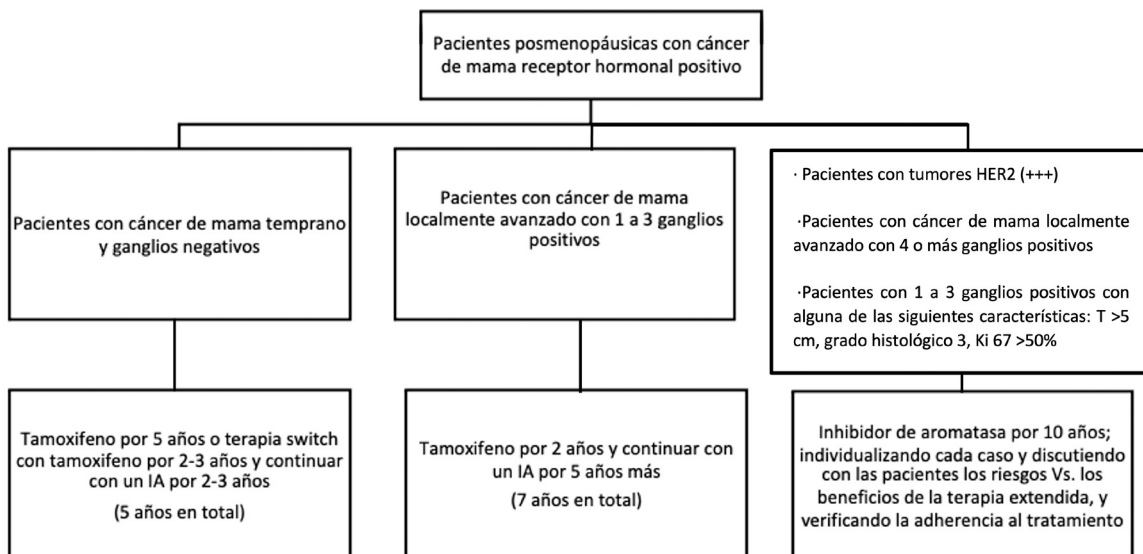 Pacientes posmenopáusicas con cáncer
de mama receptor hormonal positivo
Pacientes con cáncer de mama temprano
y ganglios negativos
Pacientes con cáncer de mama
localmente avanzado con 1 a 3 ganglios
positivos
· Pacientes con tumores HER2 (+++)
·Pacientes con cáncer de mama localmente
avanzado con 4 o más ganglios positivos
·Pacientes con 1 a 3 ganglios positivos con
alguna de las siguientes características: T >5
cm, grado histológico 3, Ki 67 >50%
Tamoxifeno por 5 años o terapia switch
con tamoxifeno por 2-3 años y continuar
con un IA por 2-3 años
(5 años en total)
Tamoxifeno por 2 años y continuar con
un IA por 5 años más
(7 años en total)
Inhibidor de aromatasa por 10 años;
individualizando cada caso y discutiendo
con las pacientes los riesgos Vs. los
beneficios de la terapia extendida, y
verificando la adherencia al tratamiento